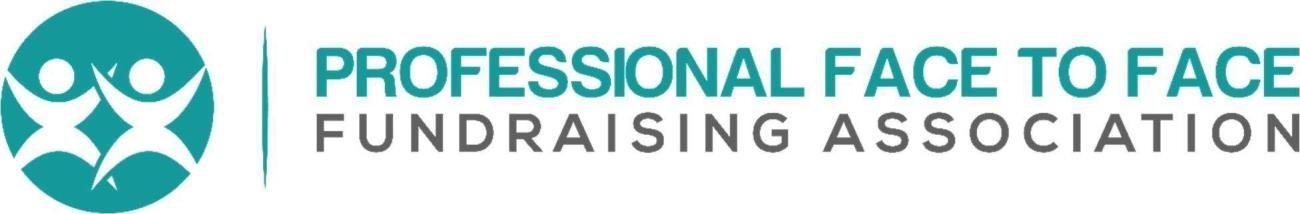 PROFESSIONAL FACE TO FACE
FUNDRAISING ASSOCIATION